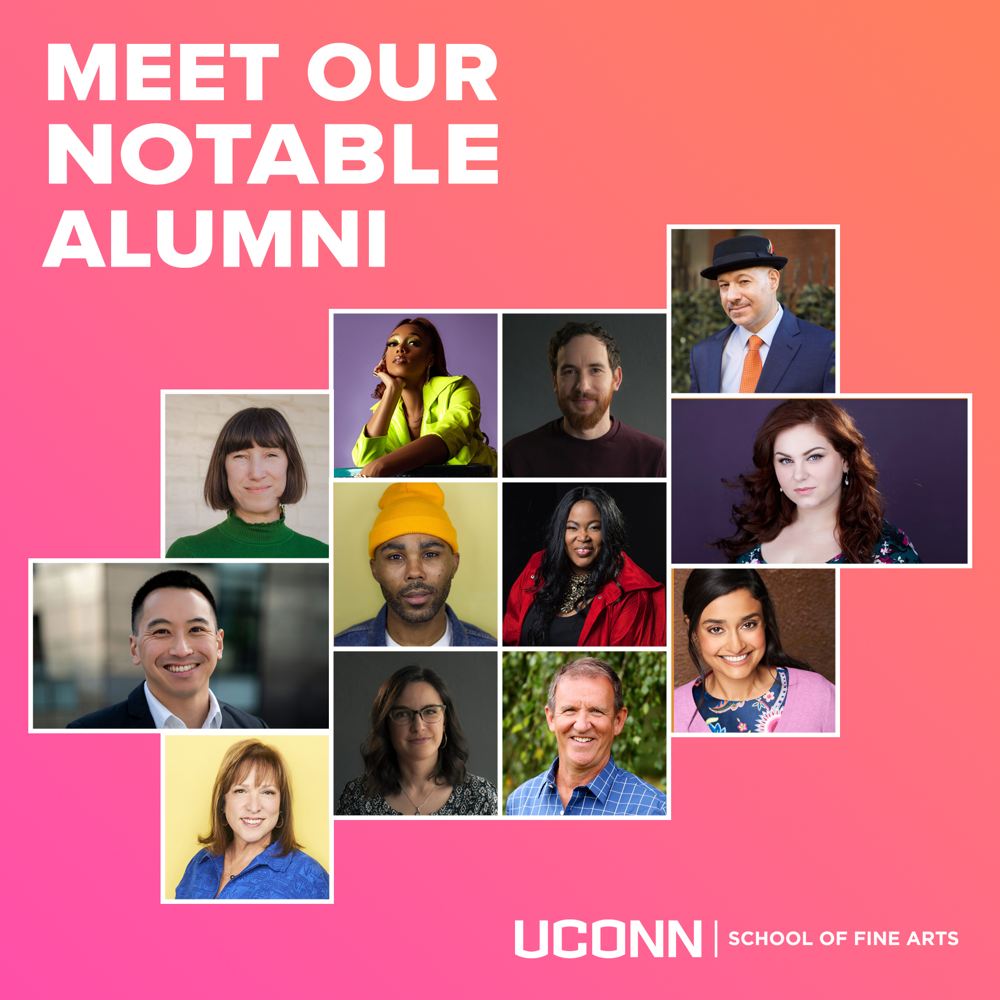 MEET OUR
NOTABLE
ALUMNI
UCONN | SCHOOL OF FINE ARTS